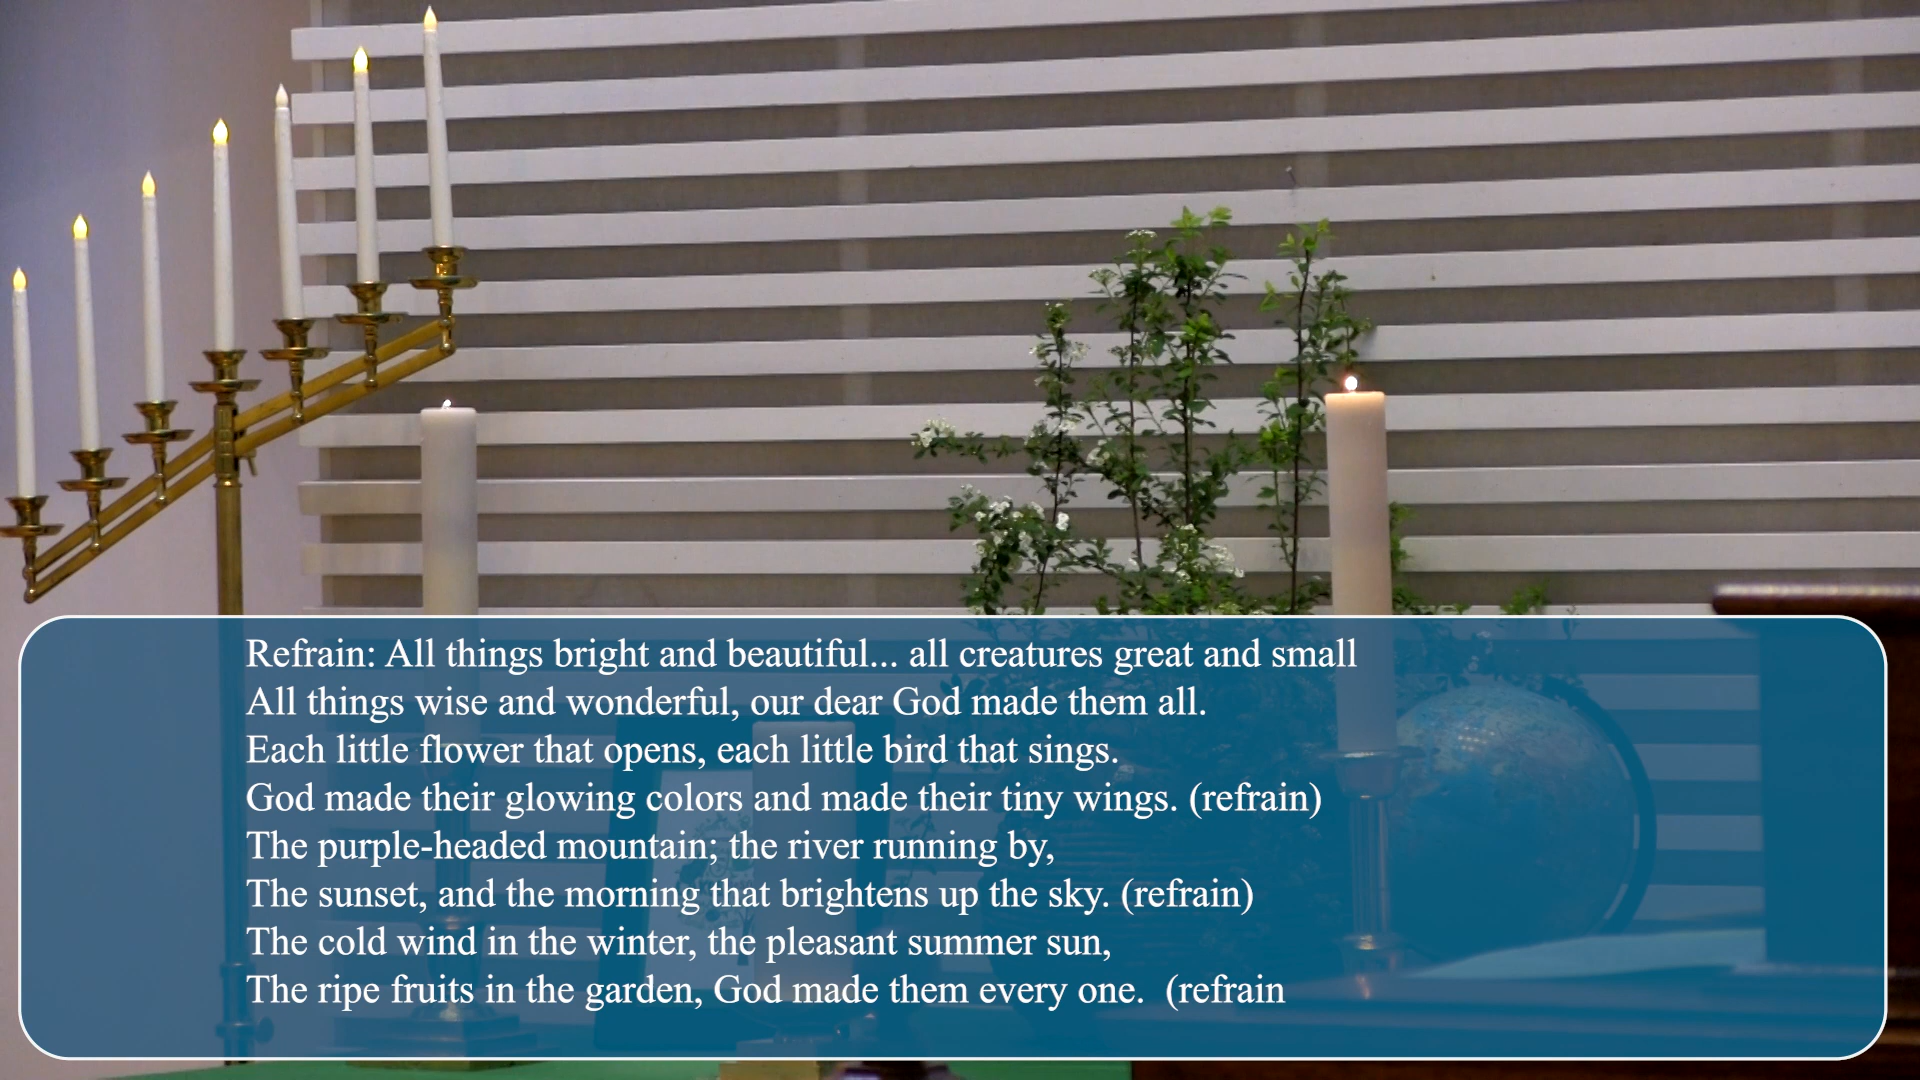 Refrain: All things bright and beautiful... all creatures great and small
All things wise and wonderful, our dear God made them all.
Each little flower that opens, each little bird that sings.
God made their glowing colors and made their tiny wings. (refrain)
The purple-headed mountain; the river running by,
The sunset, and the morning that brightens up the sky. (refrain)
The cold wind in the winter, the pleasant summer sun,
The ripe fruits in the garden, God made them every one.  (refrain